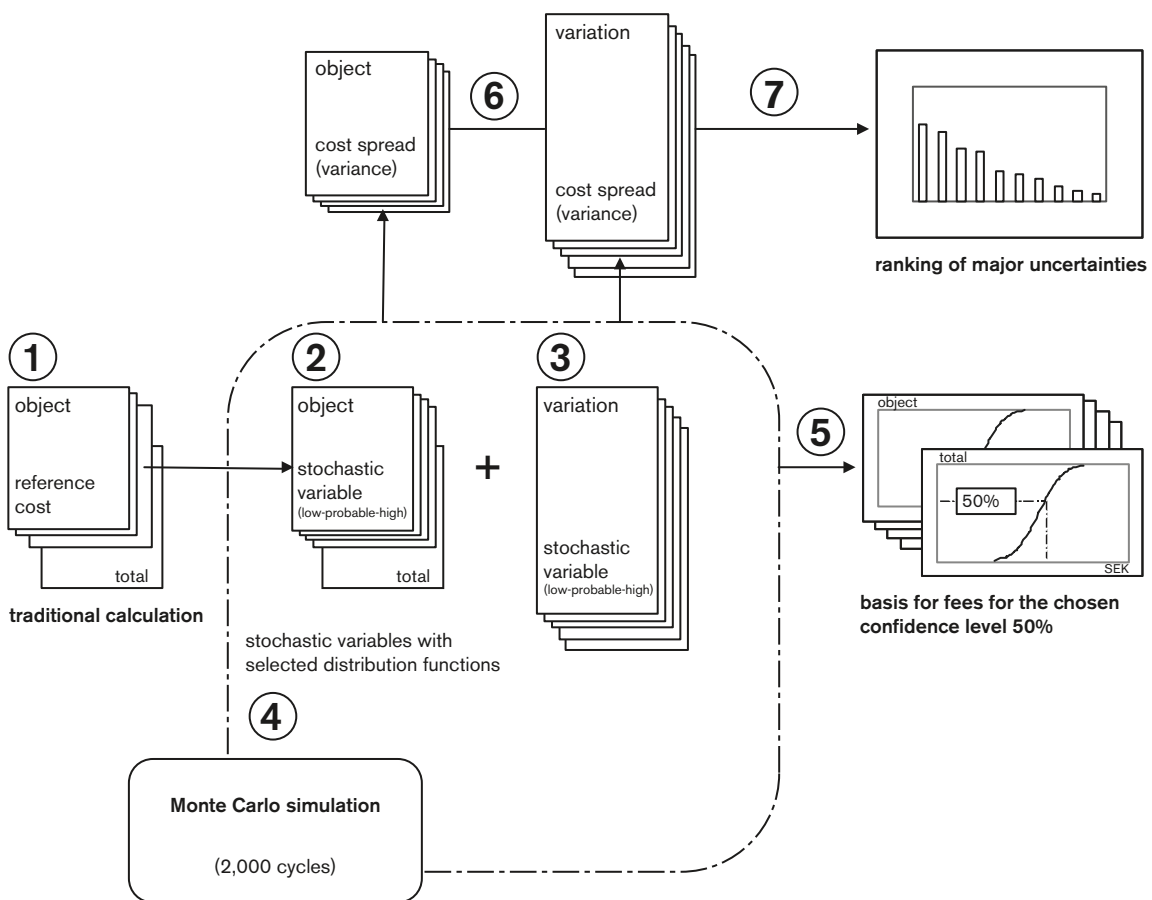 object
cost spread
(variance)
6
variation
cost spread
(variance)
7
ranking of major uncertainties
1
object
reference
cost
total
traditional calculation
2
object
stochastic
variable
(low-probable-high)
total
+
3
variation
stochastic
variable
(low-probable-high)
stochastic variables with
selected distribution functions
4
Monte Carlo simulation
(2,000 cycles)
5
object
total
50%
SEK
basis for fees for the chosen
confidence level 50%